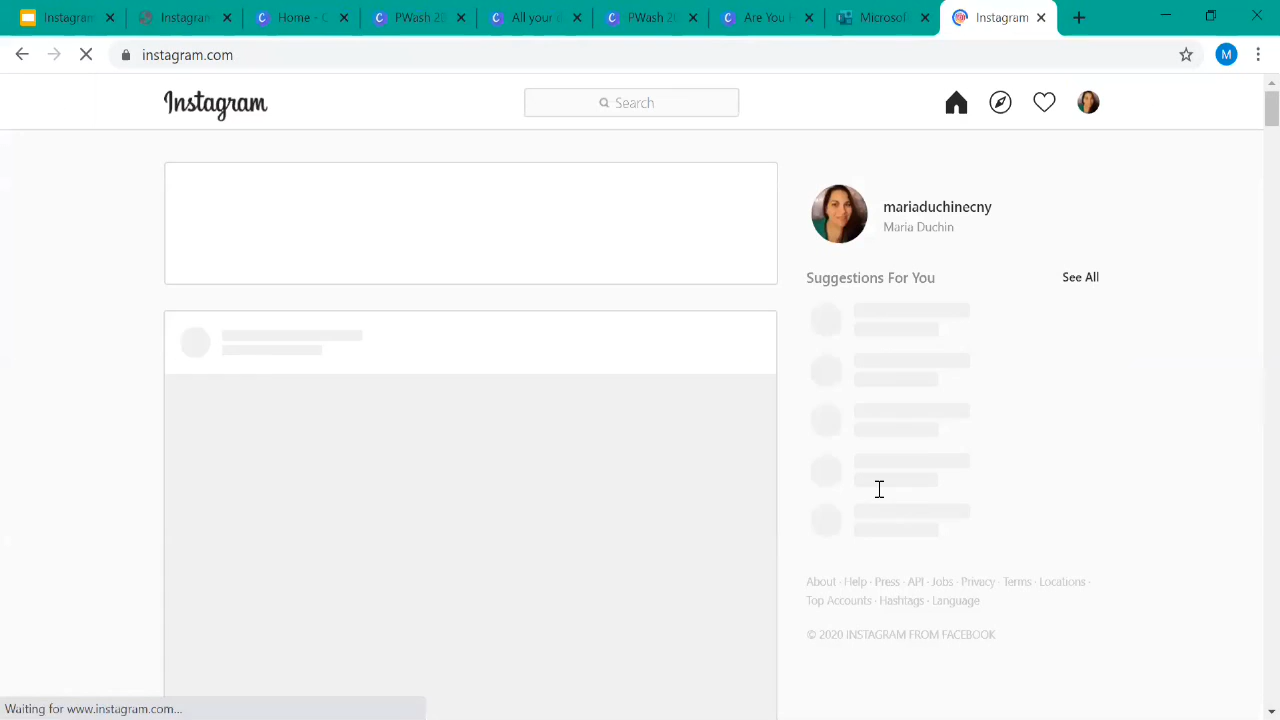 Instagram
Instagram
Home - C
PWash 20
All your
PWash 20
Are You
Microsof
Instagram
instagram.com
M
Instagram
Search
mariaduchinecny
Maria Duchin
Suggestions For You
See All
About · Help · Press · API · Jobs · Privacy · Terms · Locations ·
Top Accounts · Hashtags · Language
© 2020 INSTAGRAM FROM FACEBOOK
Waiting for www.instagram.com...